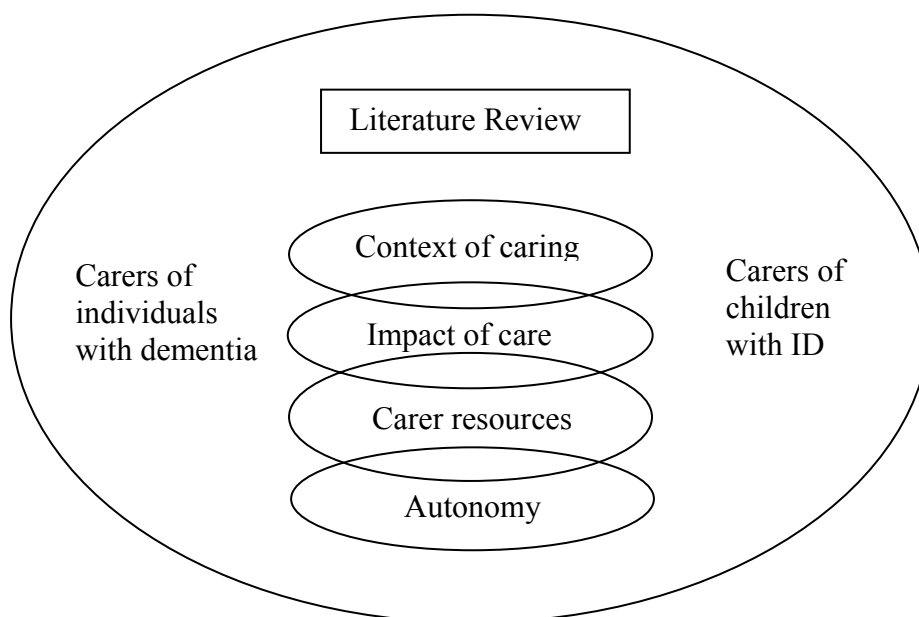 Literature Review
Context of caring
Carers of
individuals
with dementia
Impact of care
Carers of
children
with ID
Carer resources
Autonomy